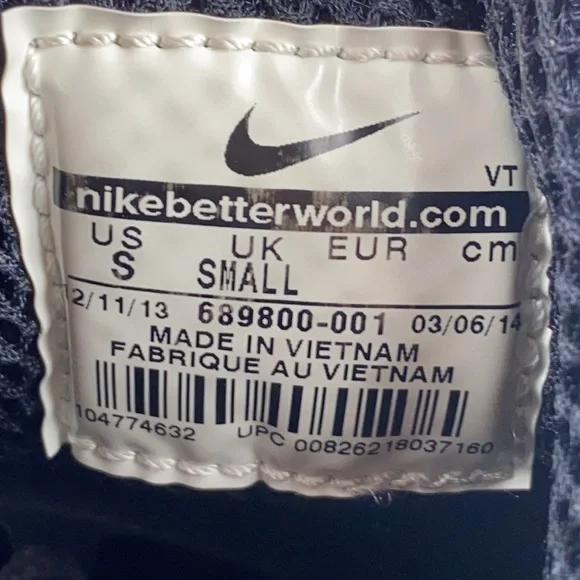 VT
nikebetterworld.com
US UK EUR cm
S SMALL
12/11/13 689800-001 03/06/14
MADE IN VIETNAM
FABRIQUE AU VIETNAM
104774632 UPC 00826218037160